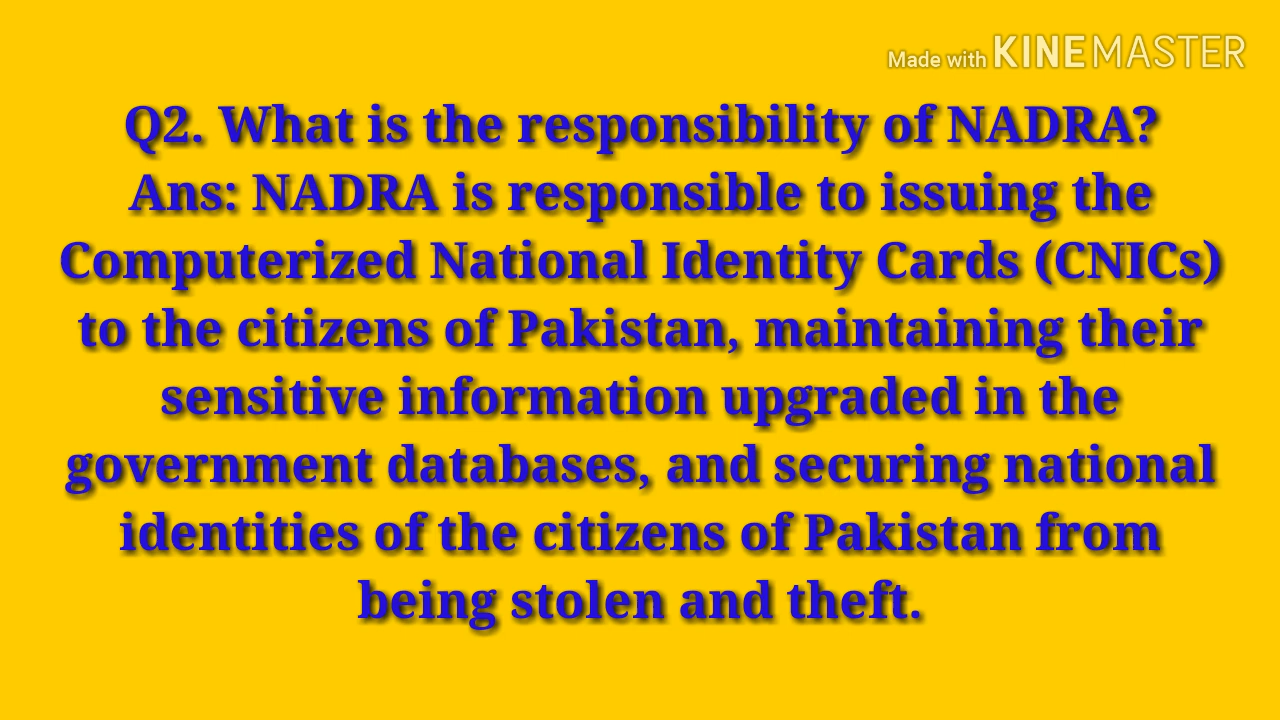 Made with KINEMASTER
Q2. What is the responsibility of NADRA?
Ans: NADRA is responsible to issuing the
Computerized National Identity Cards (CNICs)
to the citizens of Pakistan, maintaining their
sensitive information upgraded in the
government databases, and securing national
identities of the citizens of Pakistan from
being stolen and theft.